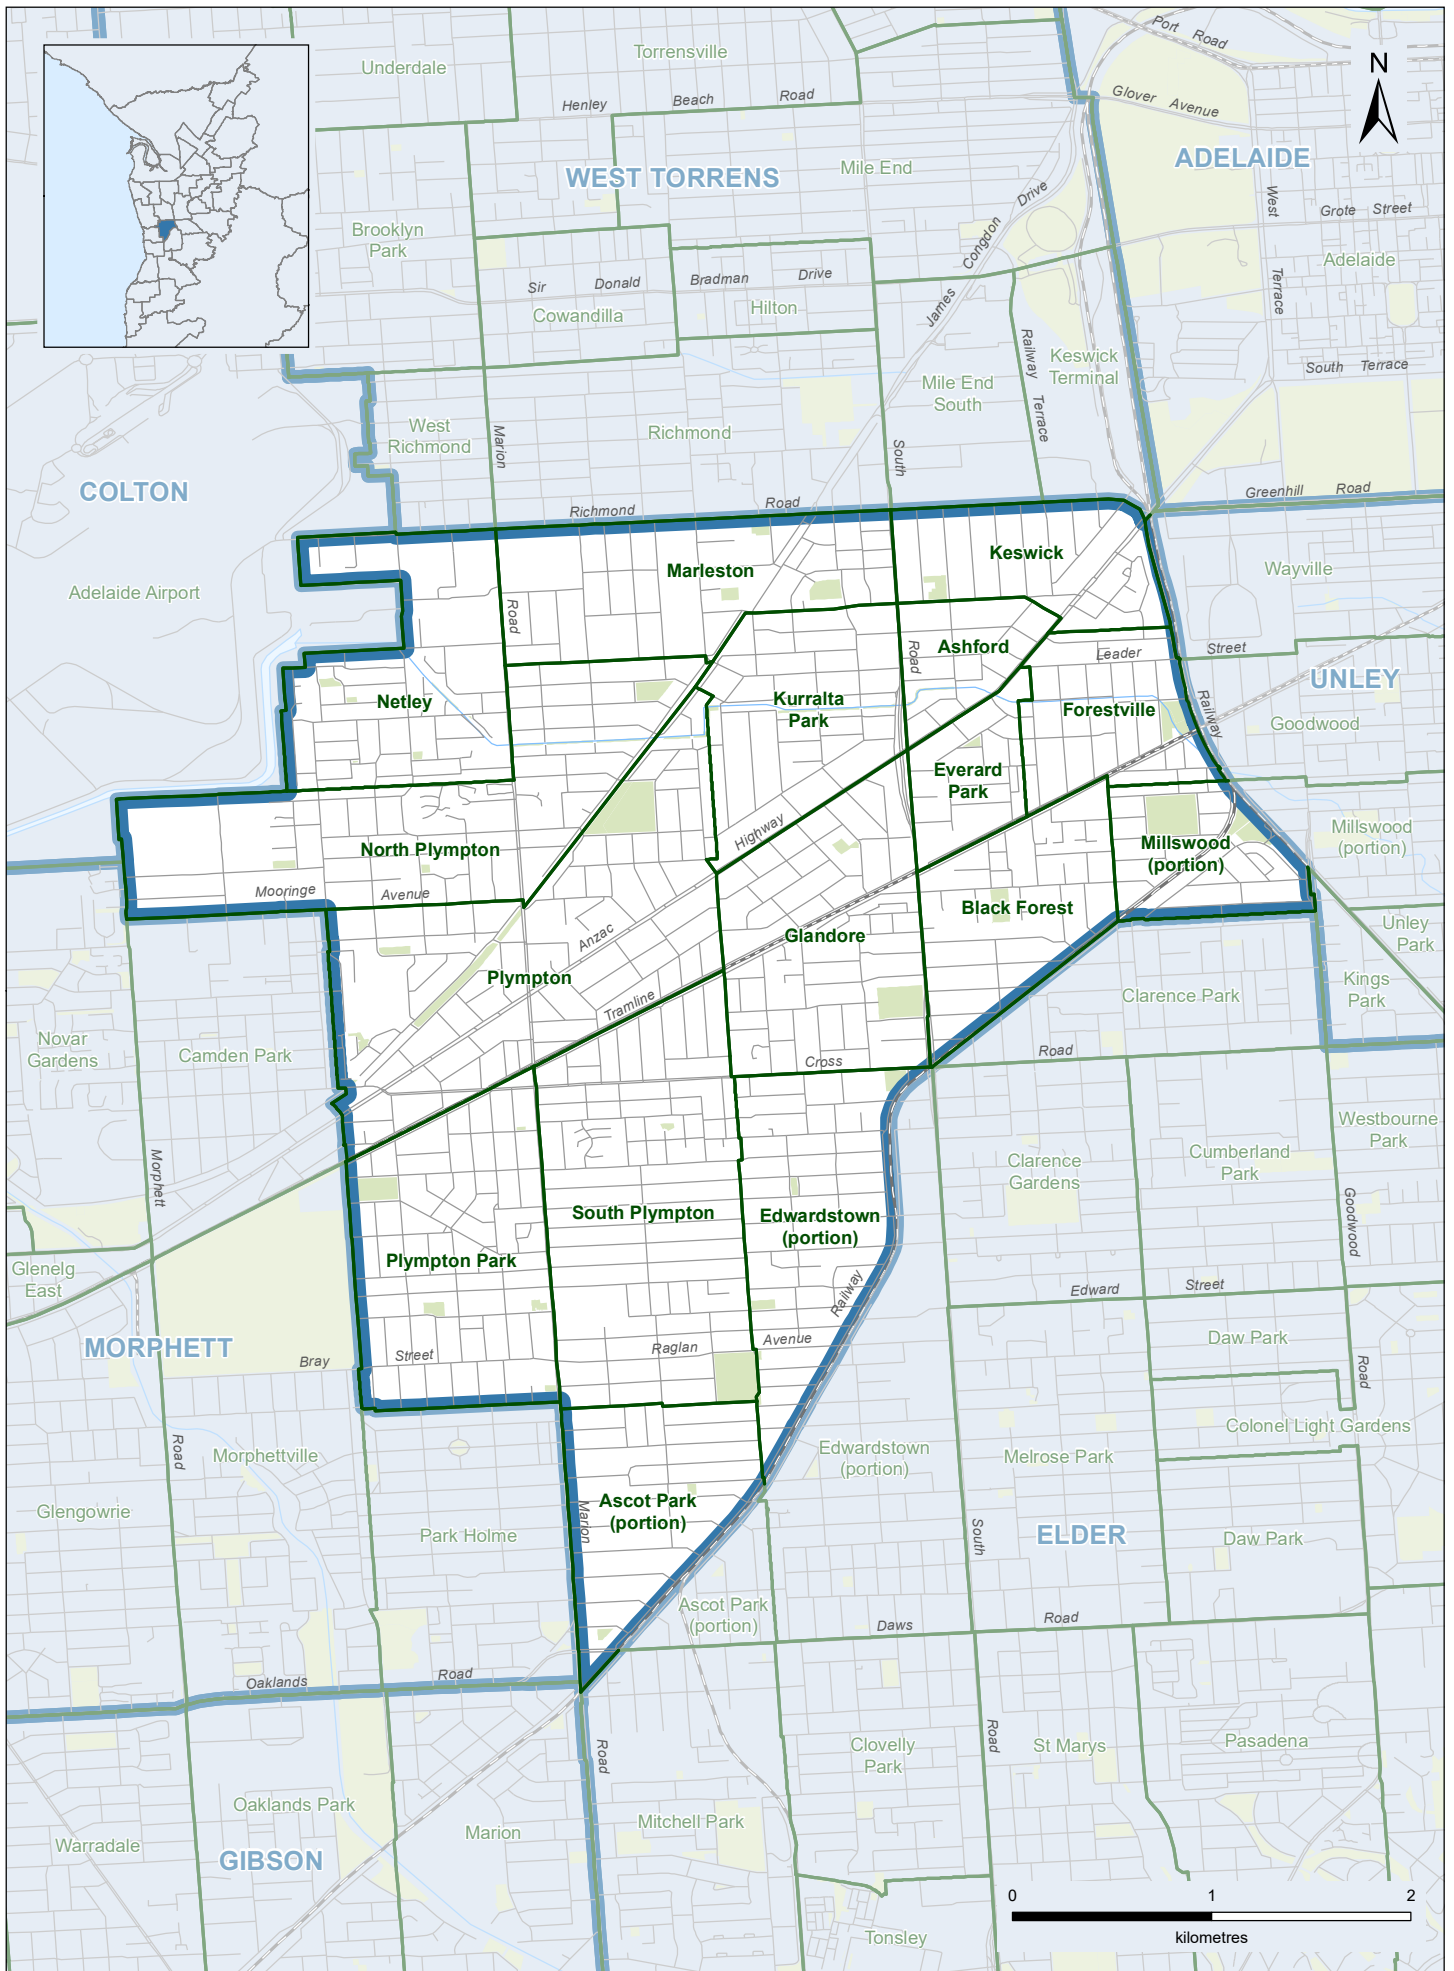 Port Road
Torrensville
Underdale
N
Glover Avenue
Henley Beach Road
ADELAIDE
WEST TORRENS
Mile End
Drive
West
Grote Street
Brooklyn
Park
Congdon
Adelaide
Terrace
Sir Donald Bradman Drive
Cowandilla
Hilton
James
Railway
Keswick
Terminal
South Terrace
Mile End
South
Terrace
West
Richmond
Marion
Richmond
South
COLTON
Greenhill Road
Richmond Road
Keswick
Marleston
Wayville
Adelaide Airport
Road
Road
Ashford
Leader
Street
UNLEY
Netley
Kurralta
Park
Forestville
Railway
Goodwood
Everard
Park
Highway
Millswood
(portion)
Millswood
(portion)
North Plympton
Mooringe Avenue
Black Forest
Unley
Park
Anzac
Glandore
Plympton
Kings
Park
Clarence Park
Tramline
Novar
Gardens
Camden Park
Cross
Road
Westbourne
Park
Morphett
Clarence
Gardens
Cumberland
Park
South Plympton
Edwardstown
(portion)
Goodwood
Plympton Park
Glenelg
East
Railway
Edward
Street
MORPHETT
Daw Park
Bray
Street
Raglan
Avenue
Road
Colonel Light Gardens
Road
Morphettville
Edwardstown
(portion)
Melrose Park
Glengowrie
Ascot Park
(portion)
Marion
Park Holme
South
ELDER
Daw Park
Ascot Park
(portion)
Daws
Road
Oaklands
Road
Road
Road
Clovelly
Park
St Marys
Pasadena
Oaklands Park
Mitchell Park
Marion
Warradale
GIBSON
0 1 2
kilometres
Tonsley